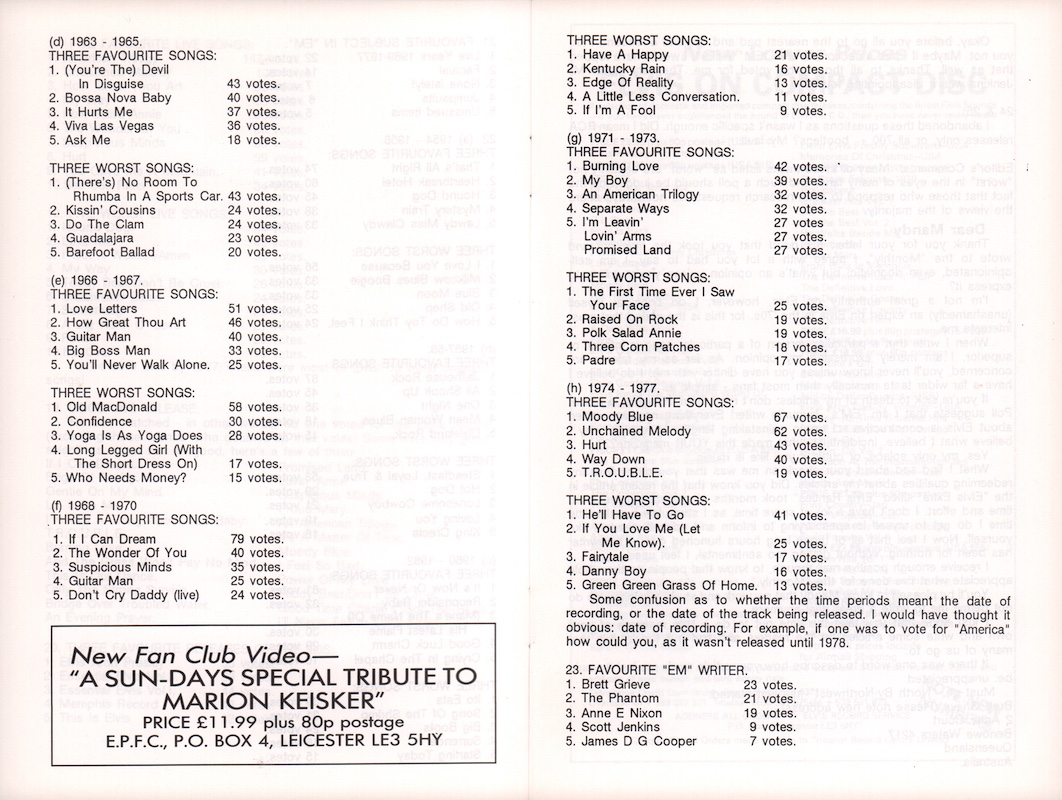 (d) 1963 - 1965.
THREE FAVOURITE SONGS:
1. (You're The) Devil
In Disguise 43 votes.
2. Bossa Nova Baby 40 votes.
3. It Hurts Me 37 votes.
4. Viva Las Vegas 36 votes.
5. Ask Me 18 votes.
THREE WORST SONGS:
1. (There's) No Room To
Rhumba In A Sports Car. 43 votes.
2. Kissin' Cousins 24 votes.
3. Do The Clam 24 votes.
4. Guadalajara 23 votes
5. Barefoot Ballad 20 votes.
(e) 1966 - 1967.
THREE FAVOURITE SONGS:
1. Love Letters 51 votes.
2. How Great Thou Art 46 votes.
3. Guitar Man 40 votes.
4. Big Boss Man 33 votes.
5. You'll Never Walk Alone. 25 votes.
THREE WORST SONGS:
1. Old MacDonald 58 votes.
2. Confidence 30 votes.
3. Yoga Is As Yoga Does 28 votes.
4. Long Legged Girl (With
The Short Dress On) 17 votes.
5. Who Needs Money? 15 votes.
(f) 1968 - 1970
THREE FAVOURITE SONGS:
1. If I Can Dream 79 votes.
2. The Wonder Of You 40 votes.
3. Suspicious Minds 35 votes.
4. Guitar Man 25 votes.
5. Don't Cry Daddy (live) 24 votes.
New Fan Club Video—
"A SUN-DAYS SPECIAL TRIBUTE TO
MARION KEISKER"
PRICE £11.99 plus 80p postage
E.P.F.C., P.O. BOX 4, LEICESTER LE3 5HY
THREE WORST SONGS:
1. Have A Happy 21 votes.
2. Kentucky Rain 16 votes.
3. Edge Of Reality 13 votes.
4. A Little Less Conversation. 11 votes.
5. If I'm A Fool 9 votes.
(g) 1971 - 1973.
THREE FAVOURITE SONGS:
1. Burning Love 42 votes.
2. My Boy 39 votes.
3. An American Trilogy 32 votes.
4. Separate Ways 32 votes
5. I'm Leavin' 27 votes.
Lovin' Arms 27 votes.
Promised Land 27 votes.
THREE WORST SONGS:
1. The First Time Ever I Saw
Your Face 25 votes.
2. Raised On Rock 19 votes.
3. Polk Salad Annie 19 votes.
4. Three Corn Patches 18 votes.
5. Padre 17 votes.
(h) 1974 - 1977.
THREE FAVOURITE SONGS:
1. Moody Blue 67 votes.
2. Unchained Melody 62 votes.
3. Hurt 43 votes.
4. Way Down 40 votes.
5. T.R.O.U.B.L.E. 19 votes.
THREE WORST SONGS:
1. He'll Have To Go 41 votes.
2. If You Love Me (Let
Me Know). 25 votes.
3. Fairytale 17 votes.
4. Danny Boy 16 votes.
5. Green Green Grass Of Home. 13 votes.
Some confusion as to whether the time periods meant the date of
recording, or the date of the track being released. I would have thought it
obvious: date of recording. For example, if one was to vote for "America"
how could you, as it wasn't released until 1978.
23. FAVOURITE "EM" WRITER.
1. Brett Grieve 23 votes.
2. The Phantom 21 votes.
3. Anne E Nixon 19 votes.
4. Scott Jenkins 9 votes.
5. James D G Cooper 7 votes.